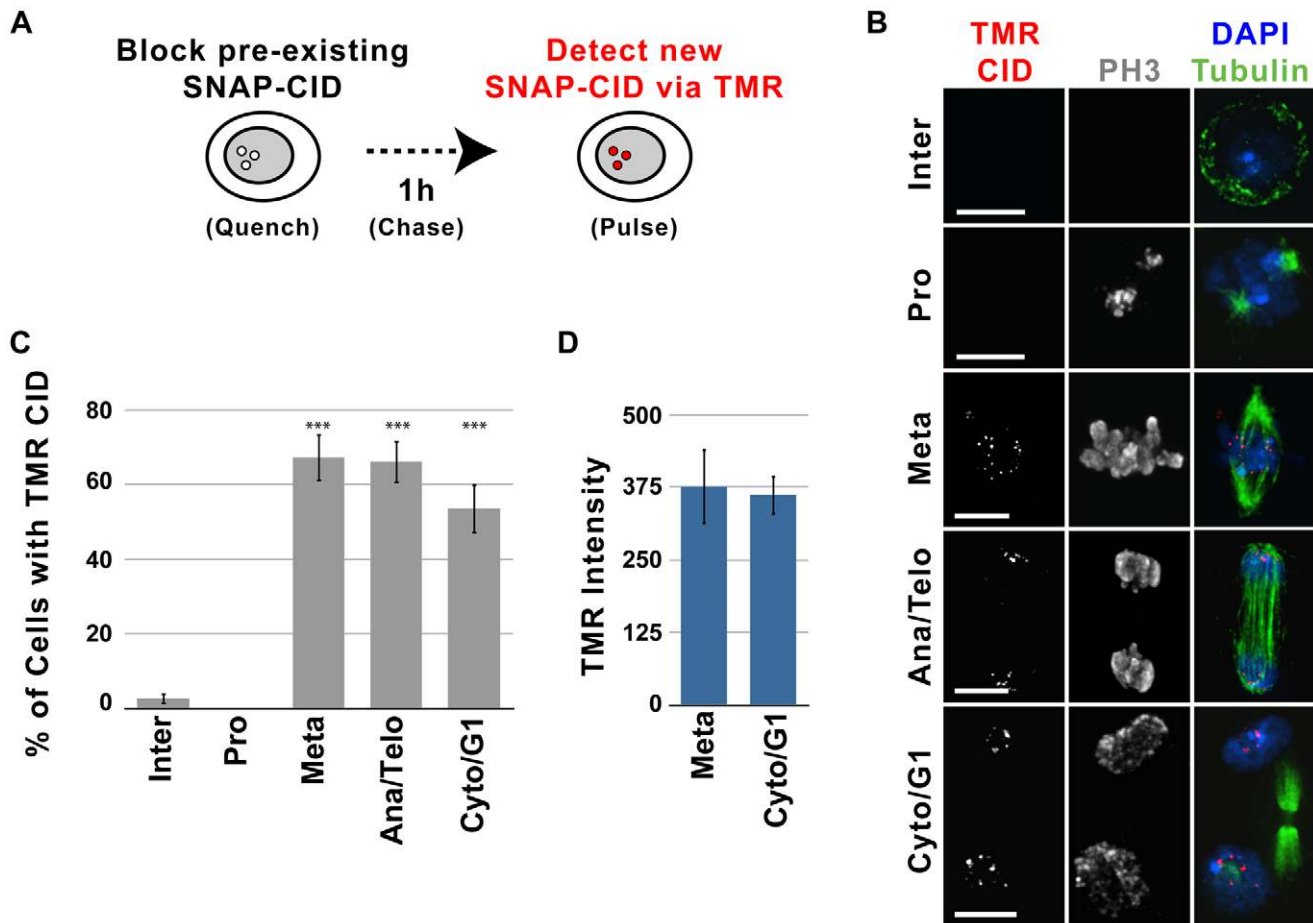 A
Block pre-existing
SNAP-CID
Detect new
SNAP-CID via TMR
1h
(Quench)
(Chase)
(Pulse)
B
TMR
CID
PH3
DAPI
Tubulin
Inter
Pro
Meta
Ana/Telo
Cyto/G1
C
% of Cells with TMR CID
80
60
40
20
0
***
***
***
Inter
Pro
Meta
Ana/Telo
Cyto/G1
D
TMR Intensity
500
375
250
125
0
Meta
Cyto/G1